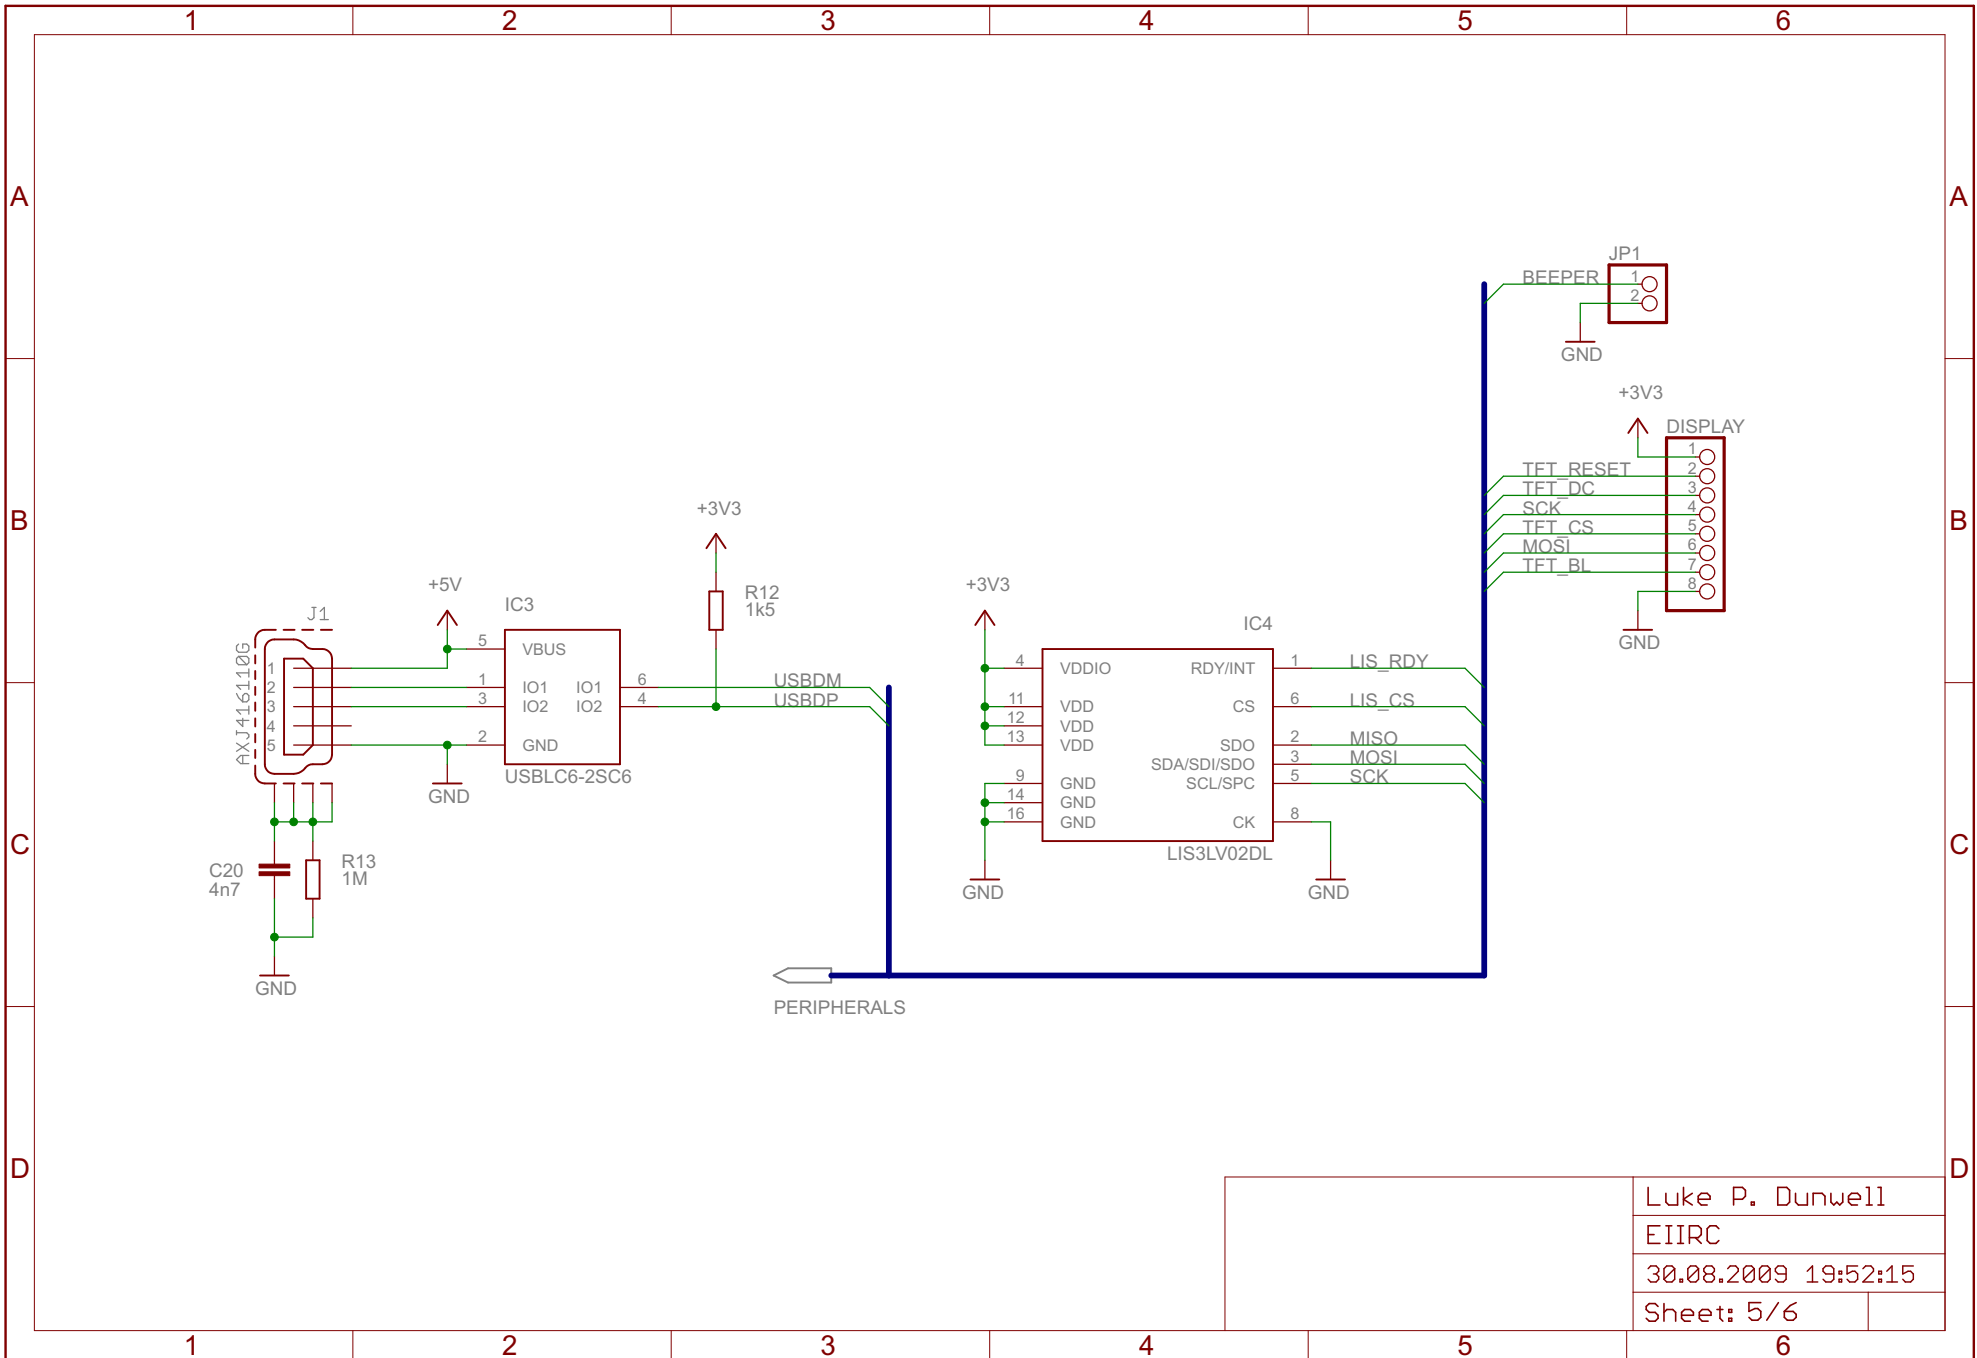 1 2 3 4 5 6
A A
JP1
BEEPER 1
2
GND
+3V3
DISPLAY
1
TFT_RESET 2
TFT_DC 3
SCK 4
TFT_CS 5
MOSI 6
TFT_BL 7
8
GND
B B
+3V3
R12
1k5
+5V
IC3
J1
AXJ416110G
1
2
3
4
5
5 VBUS
1 IO1 IO1 6 USBDM
3 IO2 IO2 4 USBDP
2 GND
USBLC6-2SC6
GND
+3V3
IC4
4 VDDIO RDY/INT 1 LIS_RDY
11 VDD CS 6 LIS_CS
12 VDD
13 VDD SDO 2 MISO
SDA/SDI/SDO 3 MOSI
9 GND SCL/SPC 5 SCK
14 GND
16 GND CK 8
LIS3LV02DL
GND GND
C C
C20
4n7
R13
1M
GND
PERIPHERALS
D D
Luke P. Dunwell
EIIRC
30.08.2009 19:52:15
Sheet: 5/6
1 2 3 4 5 6